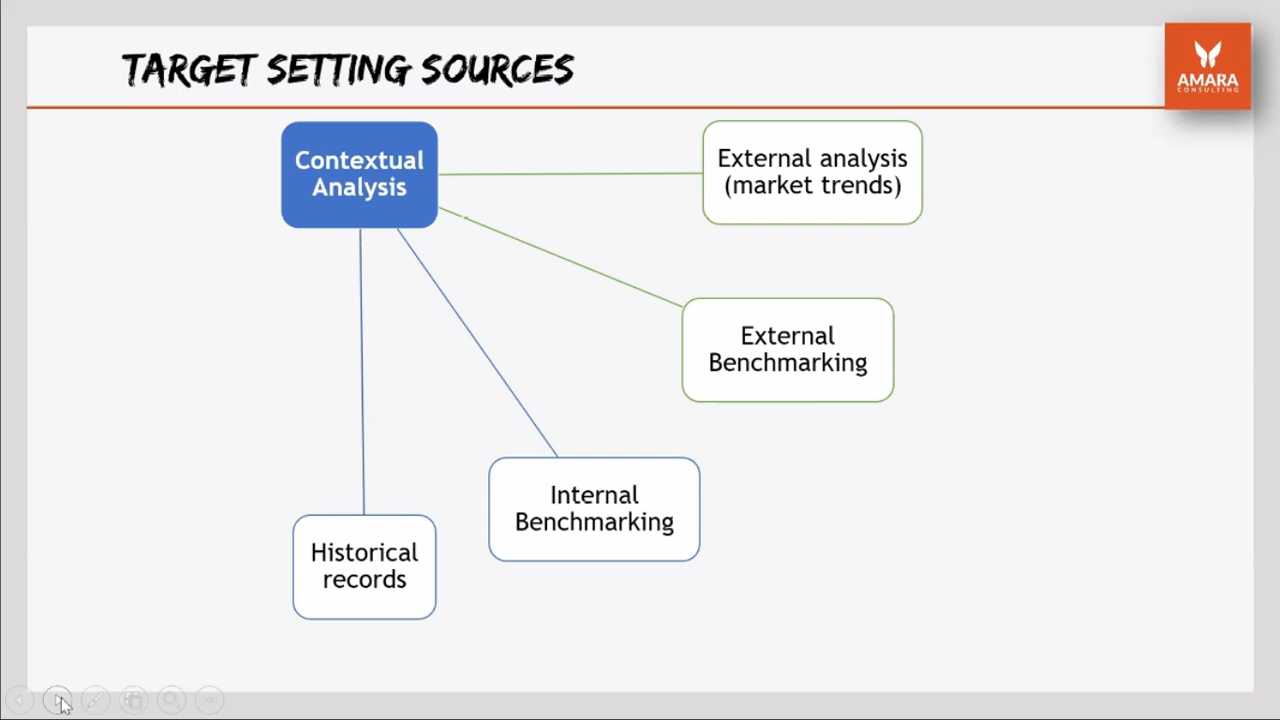 TARGET SETTING SOURCES
AMARA
CONSULTING
Contextual
Analysis
External analysis
(market trends)
External
Benchmarking
Internal
Benchmarking
Historical
records